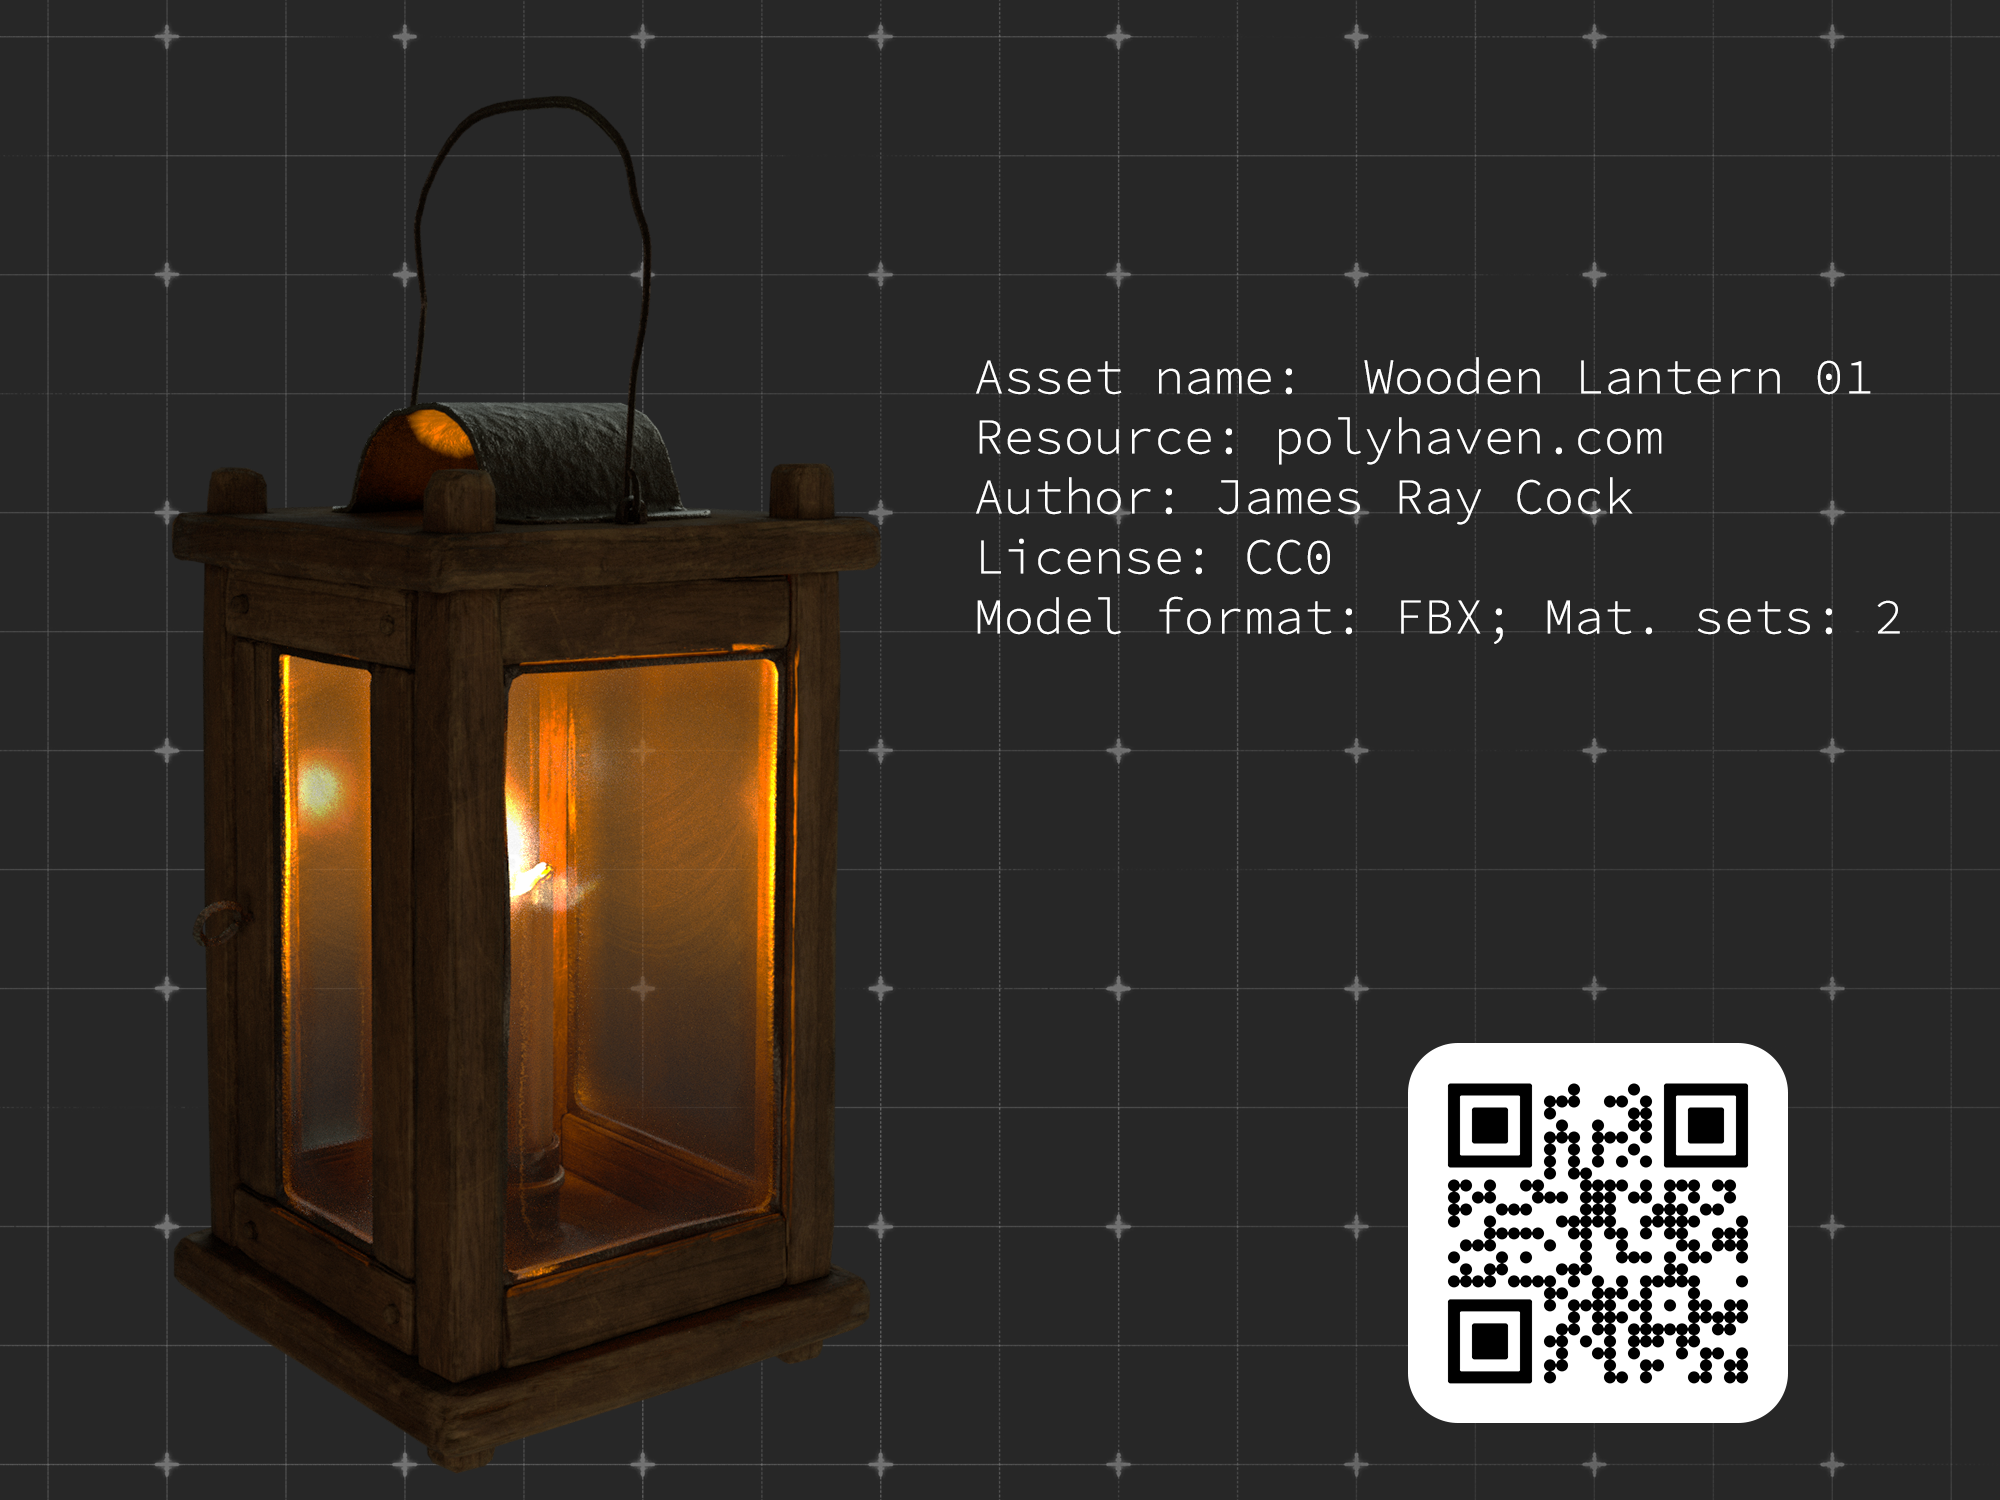 Asset name: Wooden Lantern 01
Resource: polyhaven.com
Author: James Ray Cock
License: CC0
Model format: FBX; Mat. sets: 2